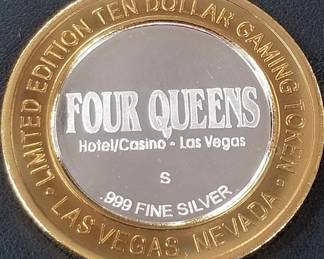 LIMITED EDITION TEN DOLLAR GAMING TOKEN
FOUR QUEENS
Hotel/Casino - Las Vegas
S
.999 FINE SILVER
• LAS VEGAS, NEVADA •